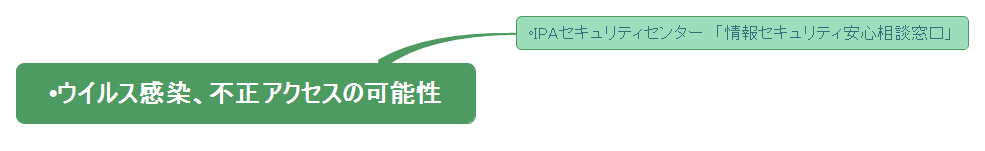 •IPAセキュリティセンター 「情報セキュリティ安心相談窓口」
•ウイルス感染、不正アクセスの可能性